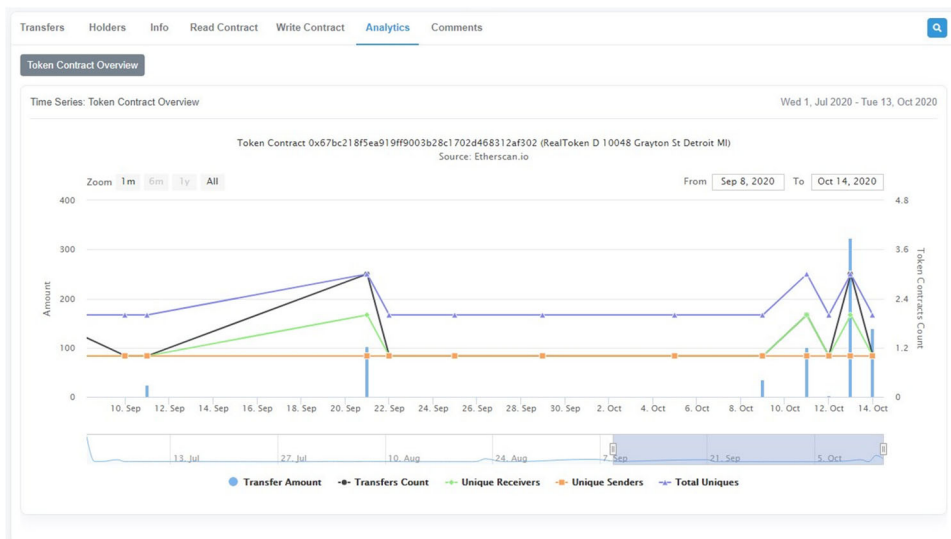 Transfers Holders Info Read Contract Write Contract Analytics Comments
Token Contract Overview
Time Series: Token Contract Overview Wed 1, Jul 2020 - Tue 13, Oct 2020
Token Contract 0x67bc218f5ea919ff9003b28c1702d468312af302 (RealToken D 10048 Grayton St Detroit MI)
Source: Etherscan.io
Zoom 1m 6m 1y All From Sep 8, 2020 To Oct 14, 2020
400 4.8
300 3.6
200 2.4
100 1.2
0 0
Amount
Token Contracts Count
10. Sep 12. Sep 14. Sep 16. Sep 18. Sep 20. Sep 22. Sep 24. Sep 26. Sep 28. Sep 30. Sep 2. Oct 4. Oct 6. Oct 8. Oct 10. Oct 12. Oct 14. Oct
13. Jul 27. Jul 10. Aug 24. Aug 7. Sep 21. Sep 5. Oct
Transfer Amount Transfers Count Unique Receivers Unique Senders Total Uniques